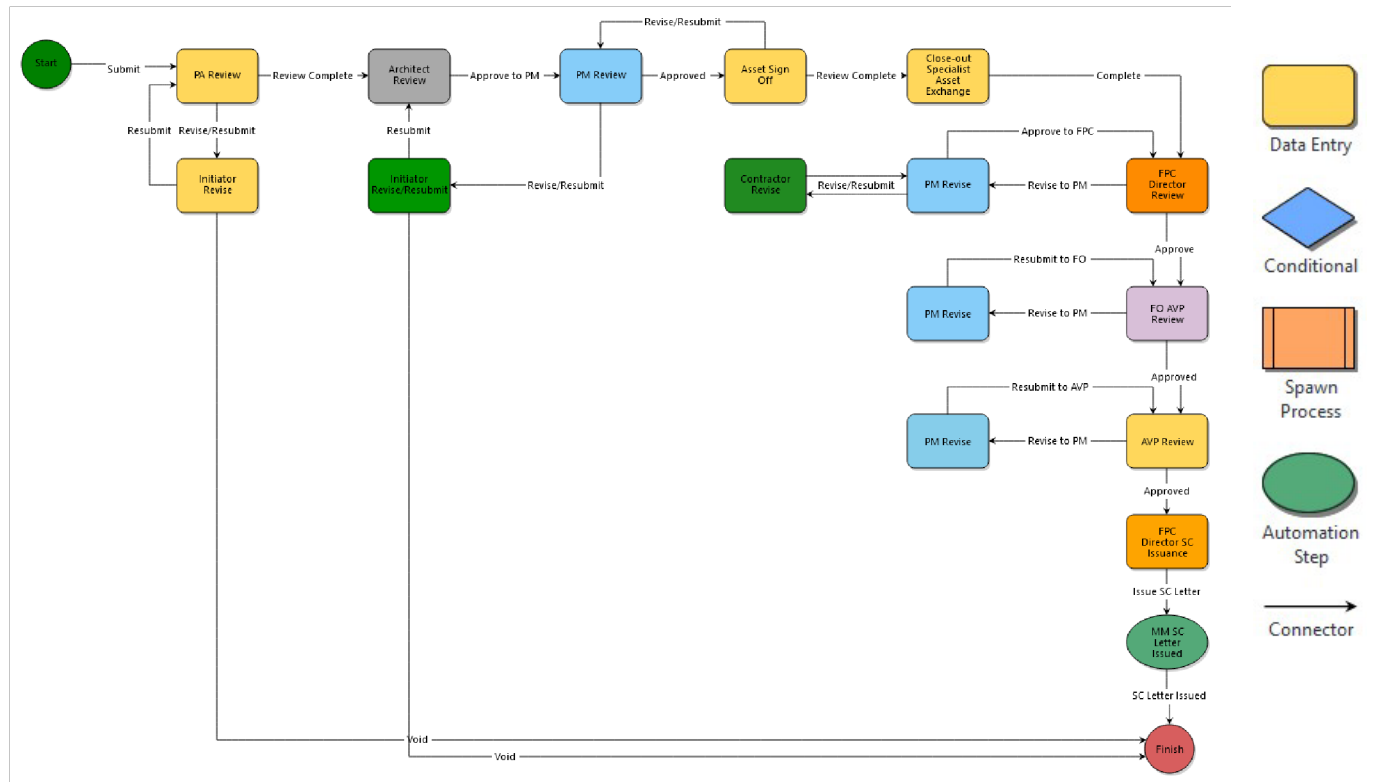 Revise/Resubmit
Start
Submit
PA Review
Review Complete
Architect
Review
Approve to PM
PM Review
Approved
Asset Sign
Off
Review Complete
Close-out
Specialist
Asset
Exchange
Complete
Resubmit
Revise/Resubmit
Resubmit
Approve to FPC
Initiator
Revise
Initiator
Revise/Resubmit
Revise/Resubmit
Contractor
Revise
Revise/Resubmit
PM Revise
Revise to PM
FPC
Director
Review
Approve
Resubmit to FO
PM Revise
Revise to PM
FO AVP
Review
Approved
Resubmit to AVP
PM Revise
Revise to PM
AVP Review
Approved
FPC
Director SC
Issuance
Issue SC Letter
MM SC
Letter
Issued
SC Letter Issued
Void
Void
Finish
Data Entry
Conditional
Spawn
Process
Automation
Step
Connector